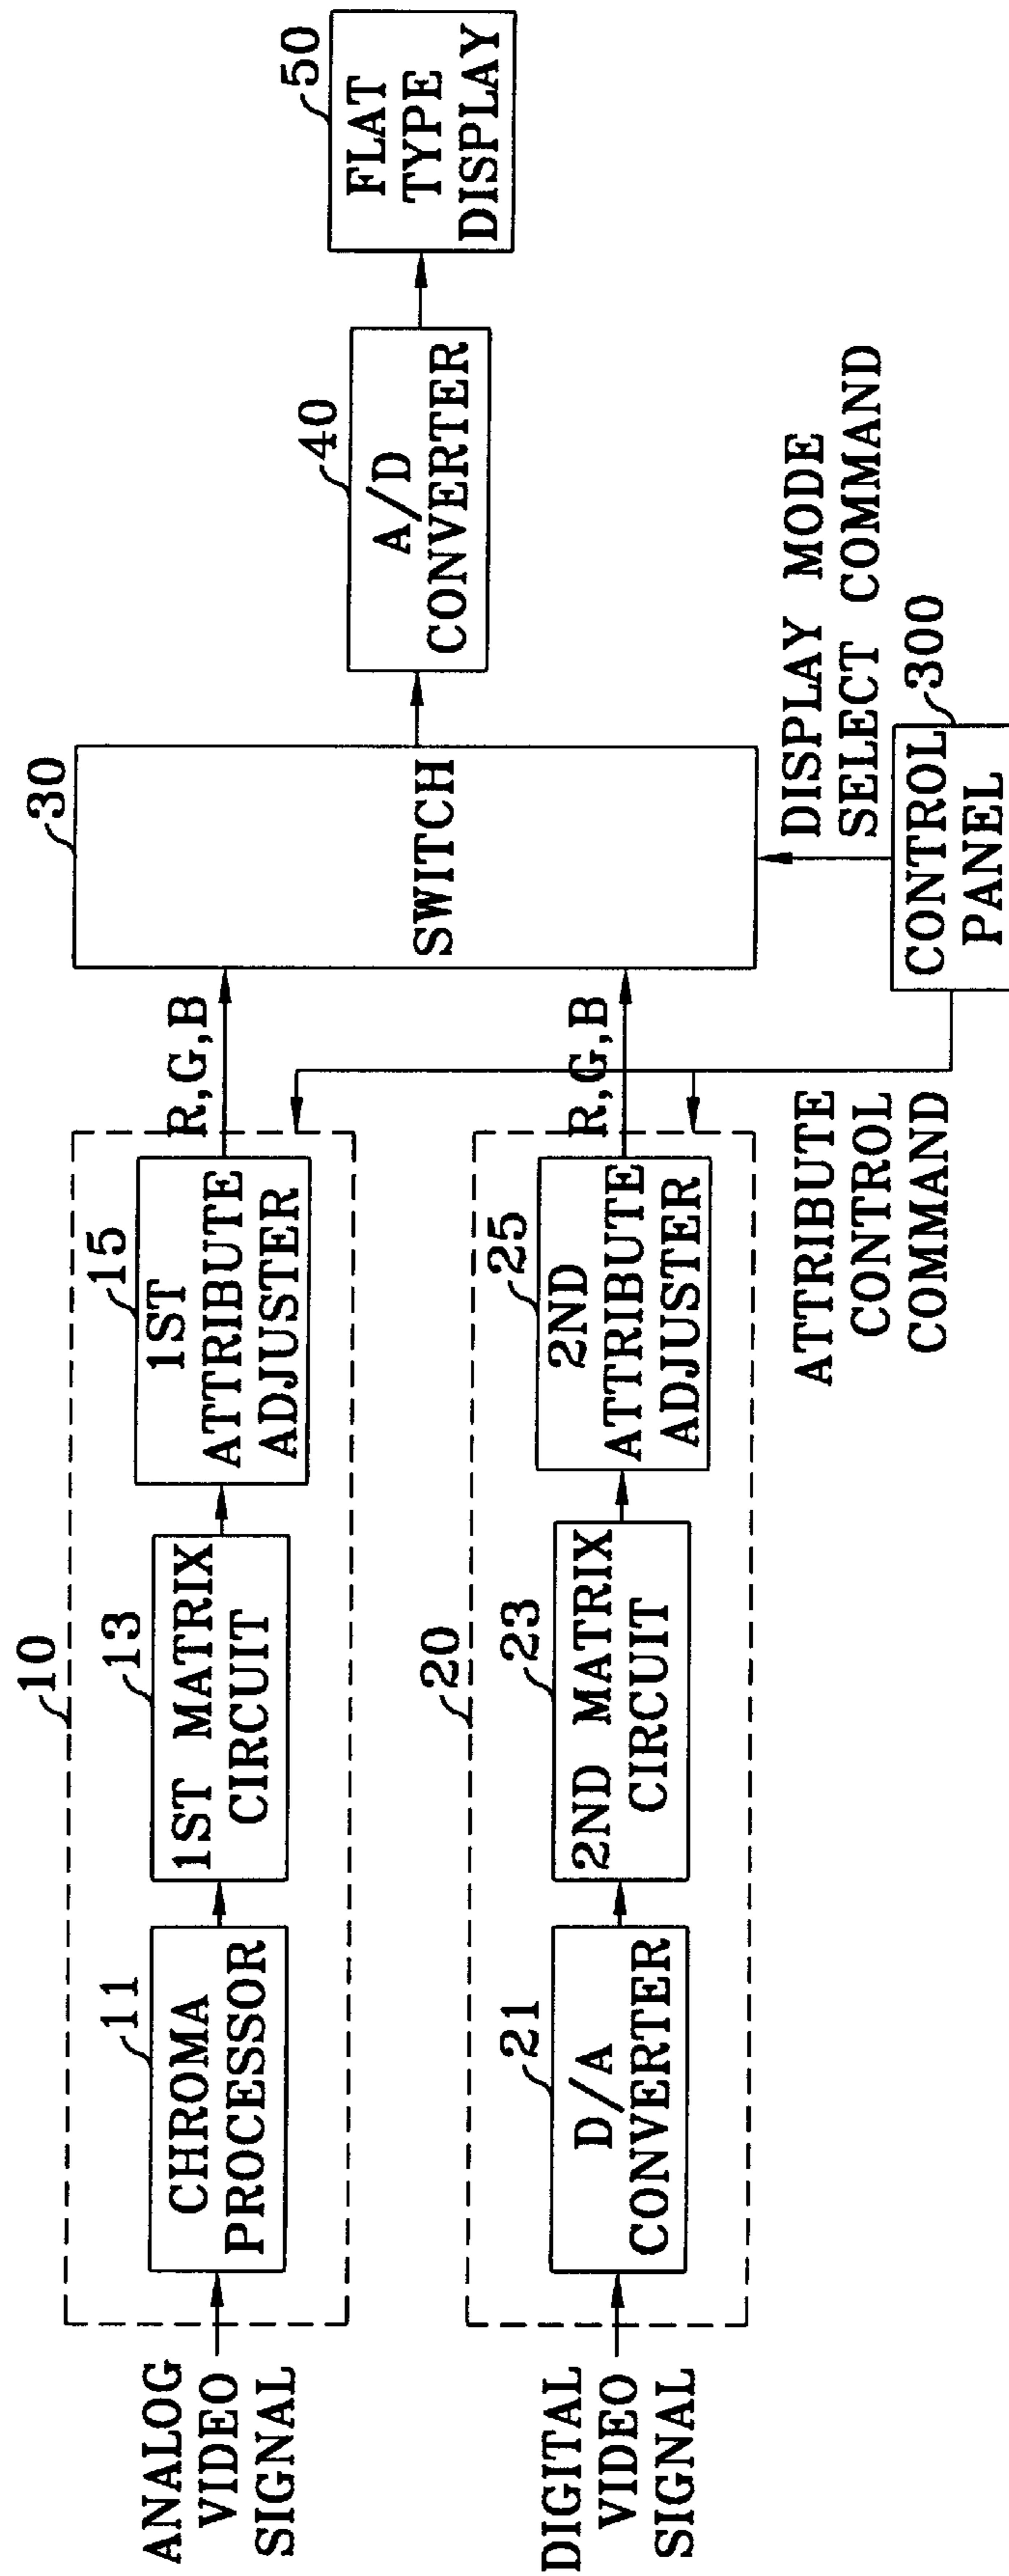 ANALOG
VIDEO
SIGNAL
10
11
CHROMA
PROCESSOR
13
1ST MATRIX
CIRCUIT
15
1ST
ATTRIBUTE
ADJUSTER
R,G,B
DIGITAL
VIDEO
SIGNAL
20
21
D/A
CONVERTER
23
2ND MATRIX
CIRCUIT
25
2ND
ATTRIBUTE
ADJUSTER
R,G,B
30
SWITCH
40
A/D
CONVERTER
50
FLAT
TYPE
DISPLAY
ATTRIBUTE
CONTROL
COMMAND
DISPLAY MODE
SELECT COMMAND
300
CONTROL
PANEL